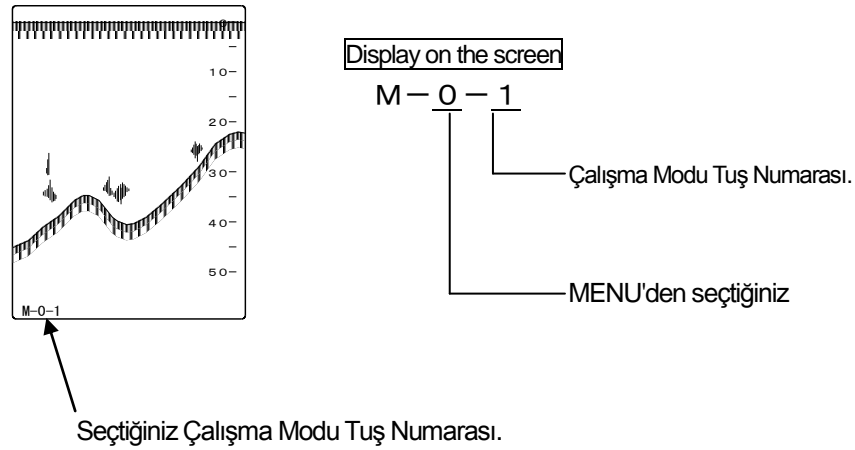 0-
10-
20-
30-
40-
50-
M-0-1
Display on the screen
M-0-1
Çalışma Modu Tuş Numarası.
MENU'den seçtiğiniz
Seçtiğiniz Çalışma Modu Tuş Numarası.